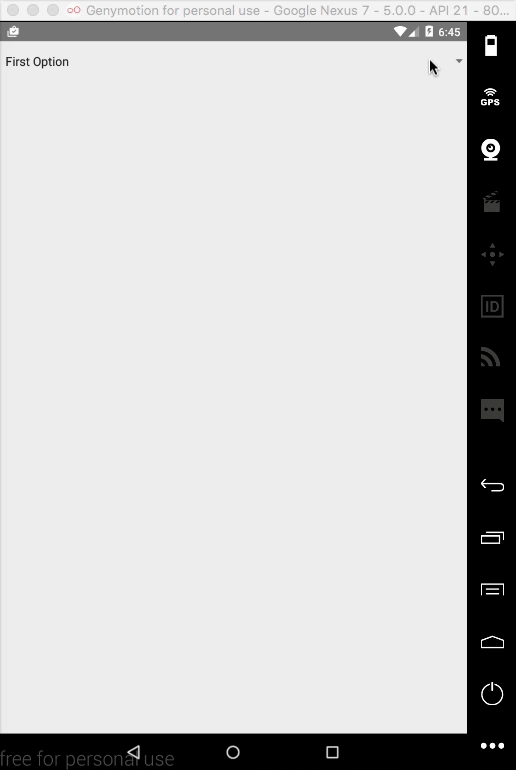 Genymotion for personal use - Google Nexus 7 - 5.0.0 - API 21 - 80...
6:45
First Option
GPS
ID
free for personal use